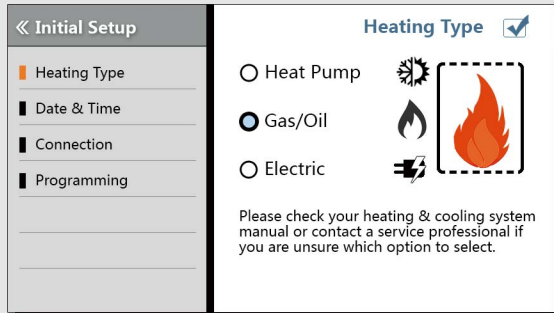 « Initial Setup
Heating Type
Date & Time
Connection
Programming
Heating Type
Heat Pump
Gas/Oil
Electric
Please check your heating & cooling system
manual or contact a service professional if
you are unsure which option to select.